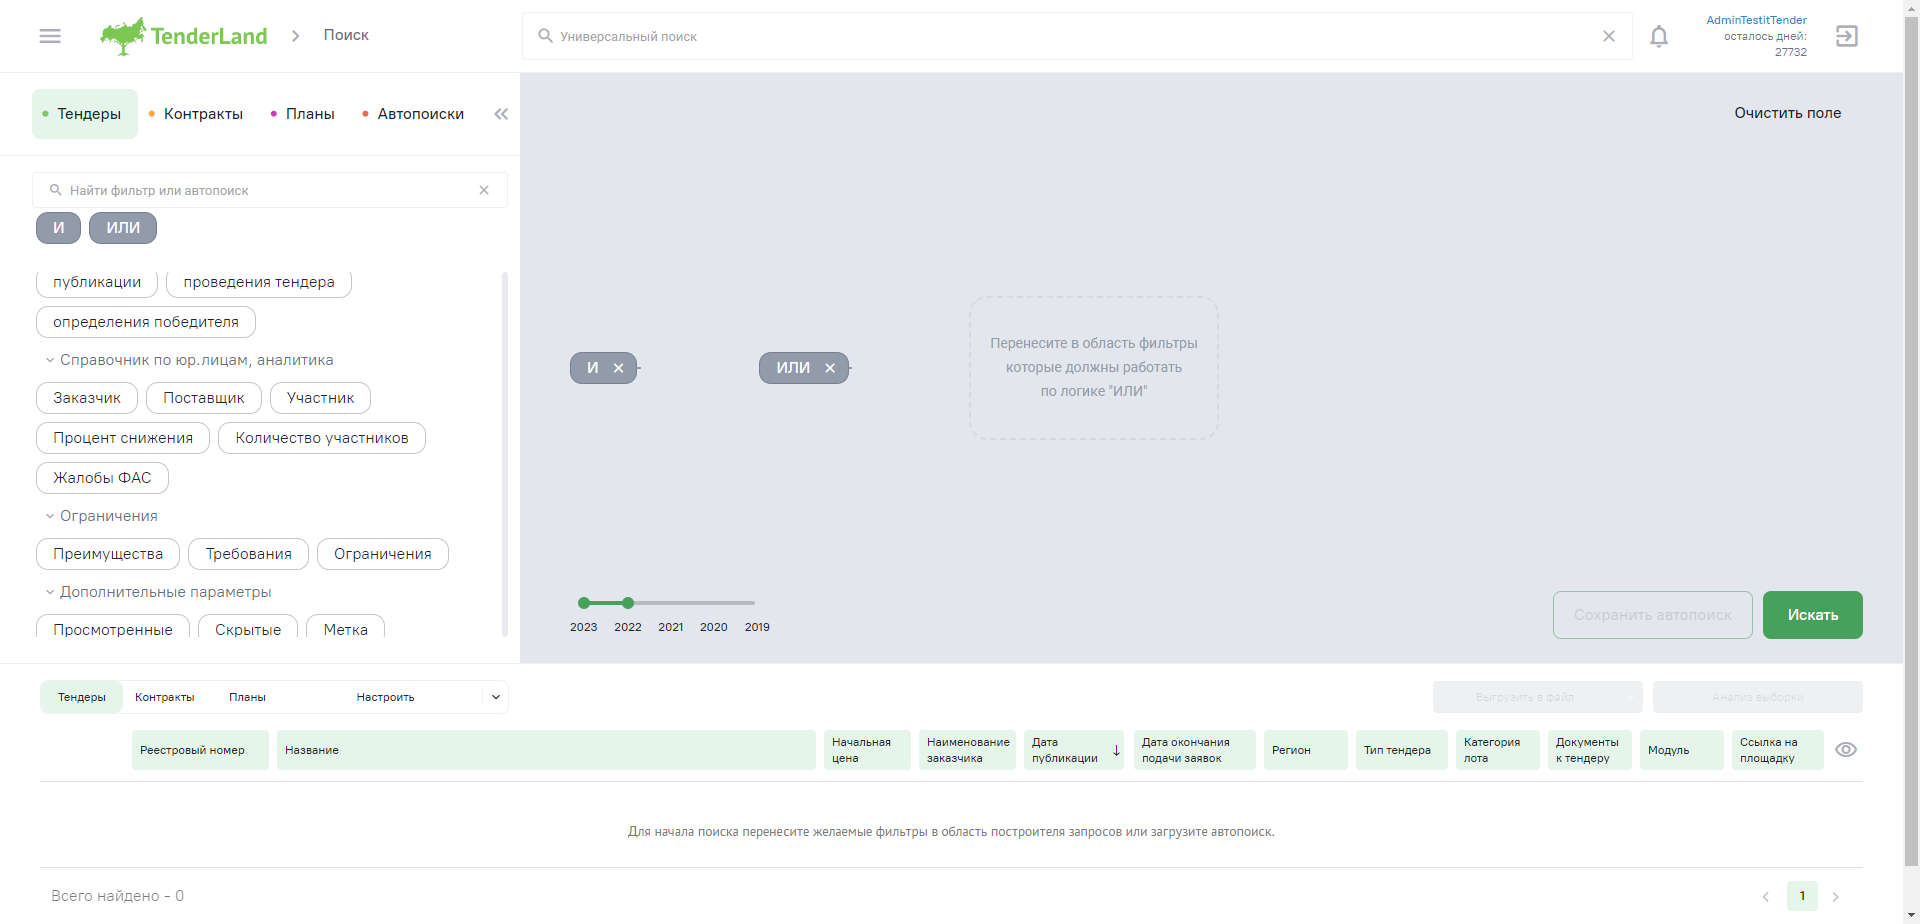 TenderLand
Поиск
Универсальный поиск
AdminTestitTender
осталось дней:
27732
Тендеры
Контракты
Планы
Автопоиски
Очистить поле
Найти фильтр или автопоиск
И
ИЛИ
публикации
проведения тендера
определения победителя
Справочник по юр.лицам, аналитика
Заказчик
Поставщик
Участник
Процент снижения
Количество участников
Жалобы ФАС
Ограничения
Преимущества
Требования
Ограничения
Дополнительные параметры
Просмотренные
Скрытые
Метка
И
ИЛИ
Перенесите в область фильтры
которые должны работать
по логике "ИЛИ"
2023
2022
2021
2020
2019
Сохранить автопоиск
Искать
Тендеры
Контракты
Планы
Настроить
Выгрузить в файл
Анализ выборки
Реестровый номер
Название
Начальная
цена
Наименование
заказчика
Дата
публикации
Дата окончания
подачи заявок
Регион
Тип тендера
Категория
лота
Документы
к тендеру
Модуль
Ссылка на
площадку
Для начала поиска перенесите желаемые фильтры в область построителя запросов или загрузите автопоиск.
Всего найдено - 0
1